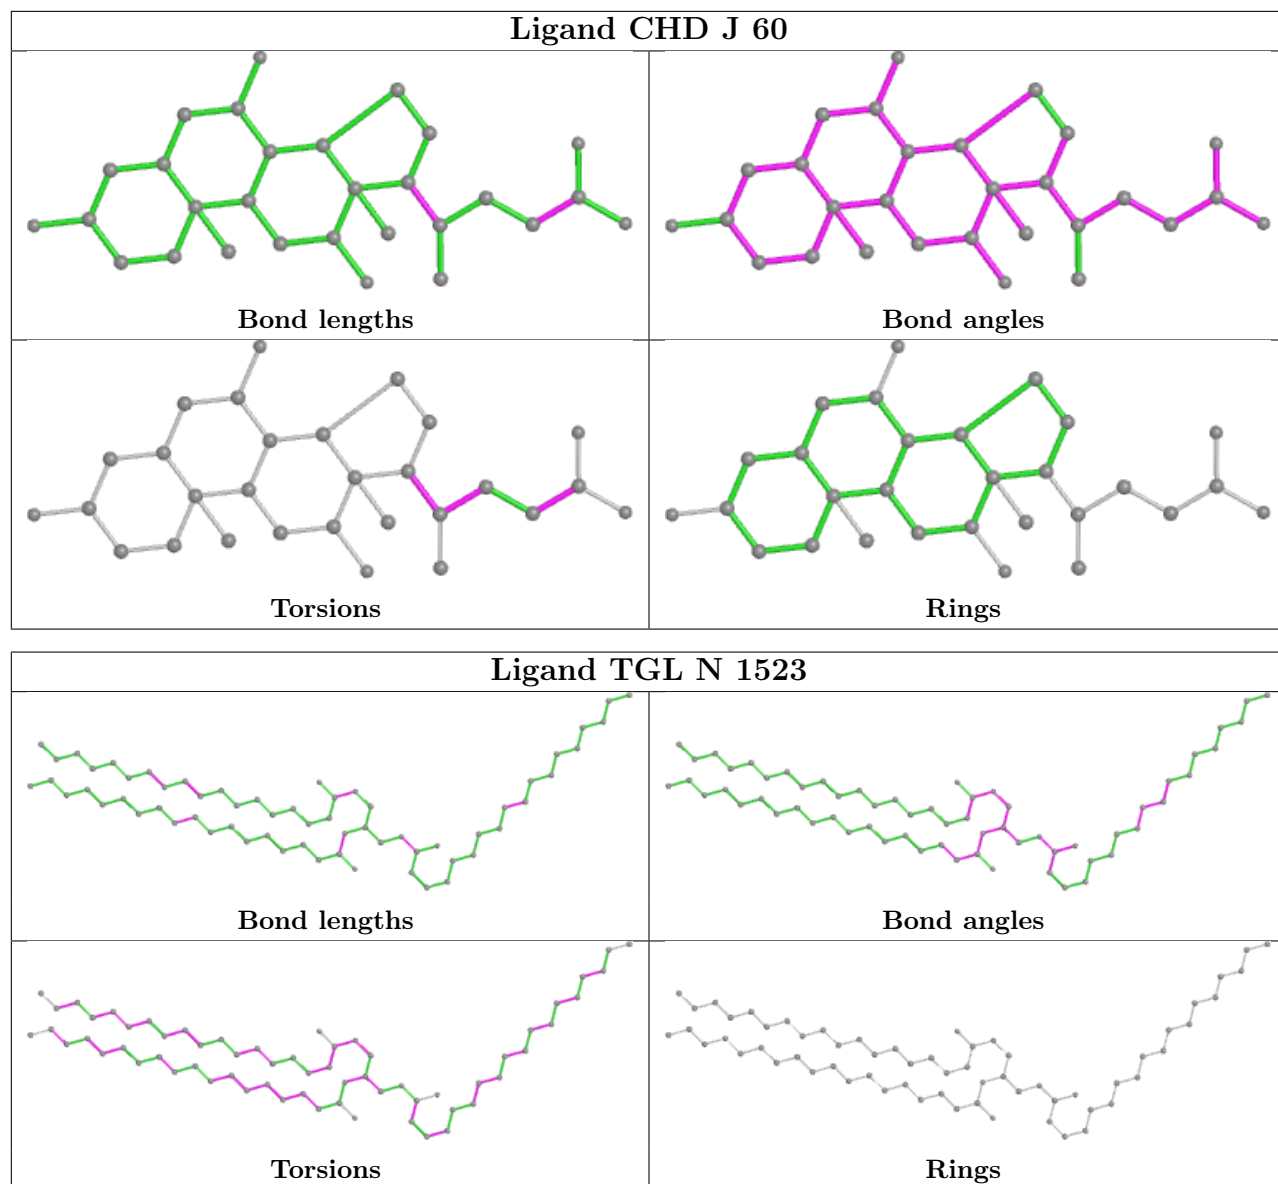 Ligand CHD J 60
Bond lengths
Bond angles
Torsions
Rings
Ligand TGL N 1523
Bond lengths
Bond angles
Torsions
Rings